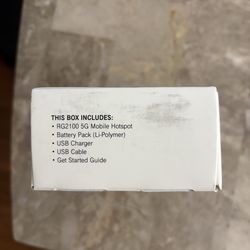 THIS BOX INCLUDES:
• RG2100 5G Mobile Hotspot
• Battery Pack (Li-Polymer)
• USB Charger
• USB Cable
• Get Started Guide